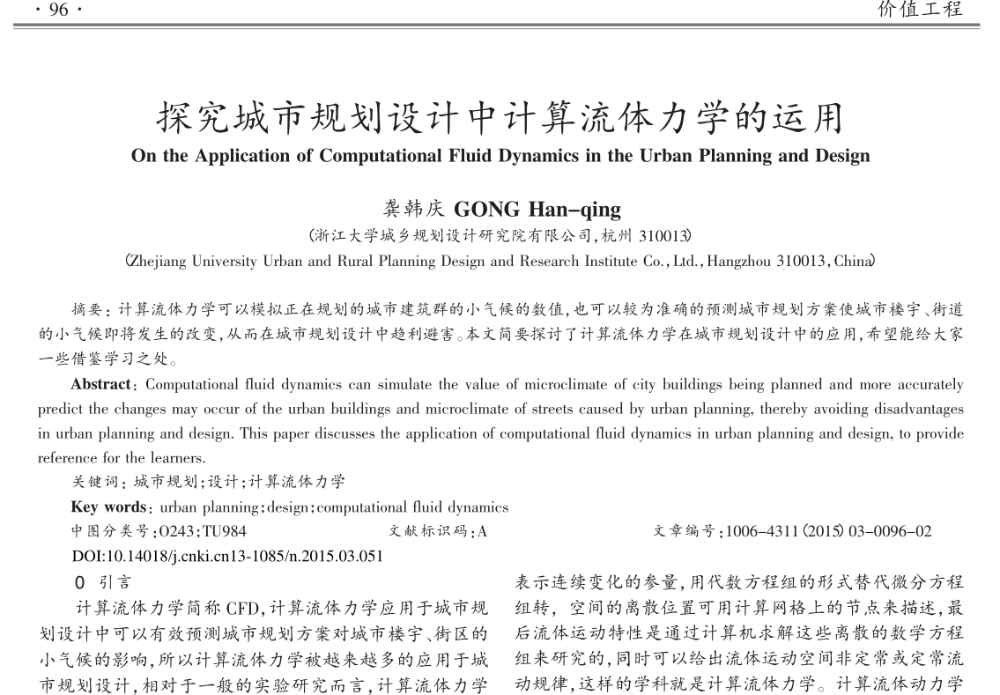 · 96 ·
价值工程
探究城市规划设计中计算流体力学的运用
On the Application of Computational Fluid Dynamics in the Urban Planning and Design
龚韩庆 GONG Han-qing
(浙江大学城乡规划设计研究院有限公司,杭州 310013)
(Zhejiang University Urban and Rural Planning Design and Research Institute Co.,Ltd.,Hangzhou 310013,China)
摘要: 计算流体力学可以模拟正在规划的城市建筑群的小气候的数值,也可以较为准确的预测城市规划方案使城市楼宇、街道
的小气候即将发生的改变,从而在城市规划设计中趋利避害。本文简要探讨了计算流体力学在城市规划设计中的应用,希望能给大家
一些借鉴学习之处。
Abstract: Computational fluid dynamics can simulate the value of microclimate of city buildings being planned and more accurately
predict the changes may occur of the urban buildings and microclimate of streets caused by urban planning, thereby avoiding disadvantages
in urban planning and design. This paper discusses the application of computational fluid dynamics in urban planning and design, to provide
reference for the learners.
关键词: 城市规划;设计;计算流体力学
Key words: urban planning;design;computational fluid dynamics
中图分类号:O243;TU984 文献标识码:A 文章编号:1006-4311(2015)03-0096-02
DOI:10.14018/j.cnki.cn13-1085/n.2015.03.051
0 引言
计算流体力学简称 CFD,计算流体力学应用于城市规
划设计中可以有效预测城市规划方案对城市楼宇、街区的
小气候的影响,所以计算流体力学被越来越多的应用于城
市规划设计,相对于一般的实验研究而言,计算流体力学
表示连续变化的参量,用代数方程组的形式替代微分方程
组转, 空间的离散位置可用计算网格上的节点来描述,最
后流体运动特性是通过计算机求解这些离散的数学方程
组来研究的,同时可以给出流体运动空间非定常或定常流
动规律,这样的学科就是计算流体力学。计算流体动力学